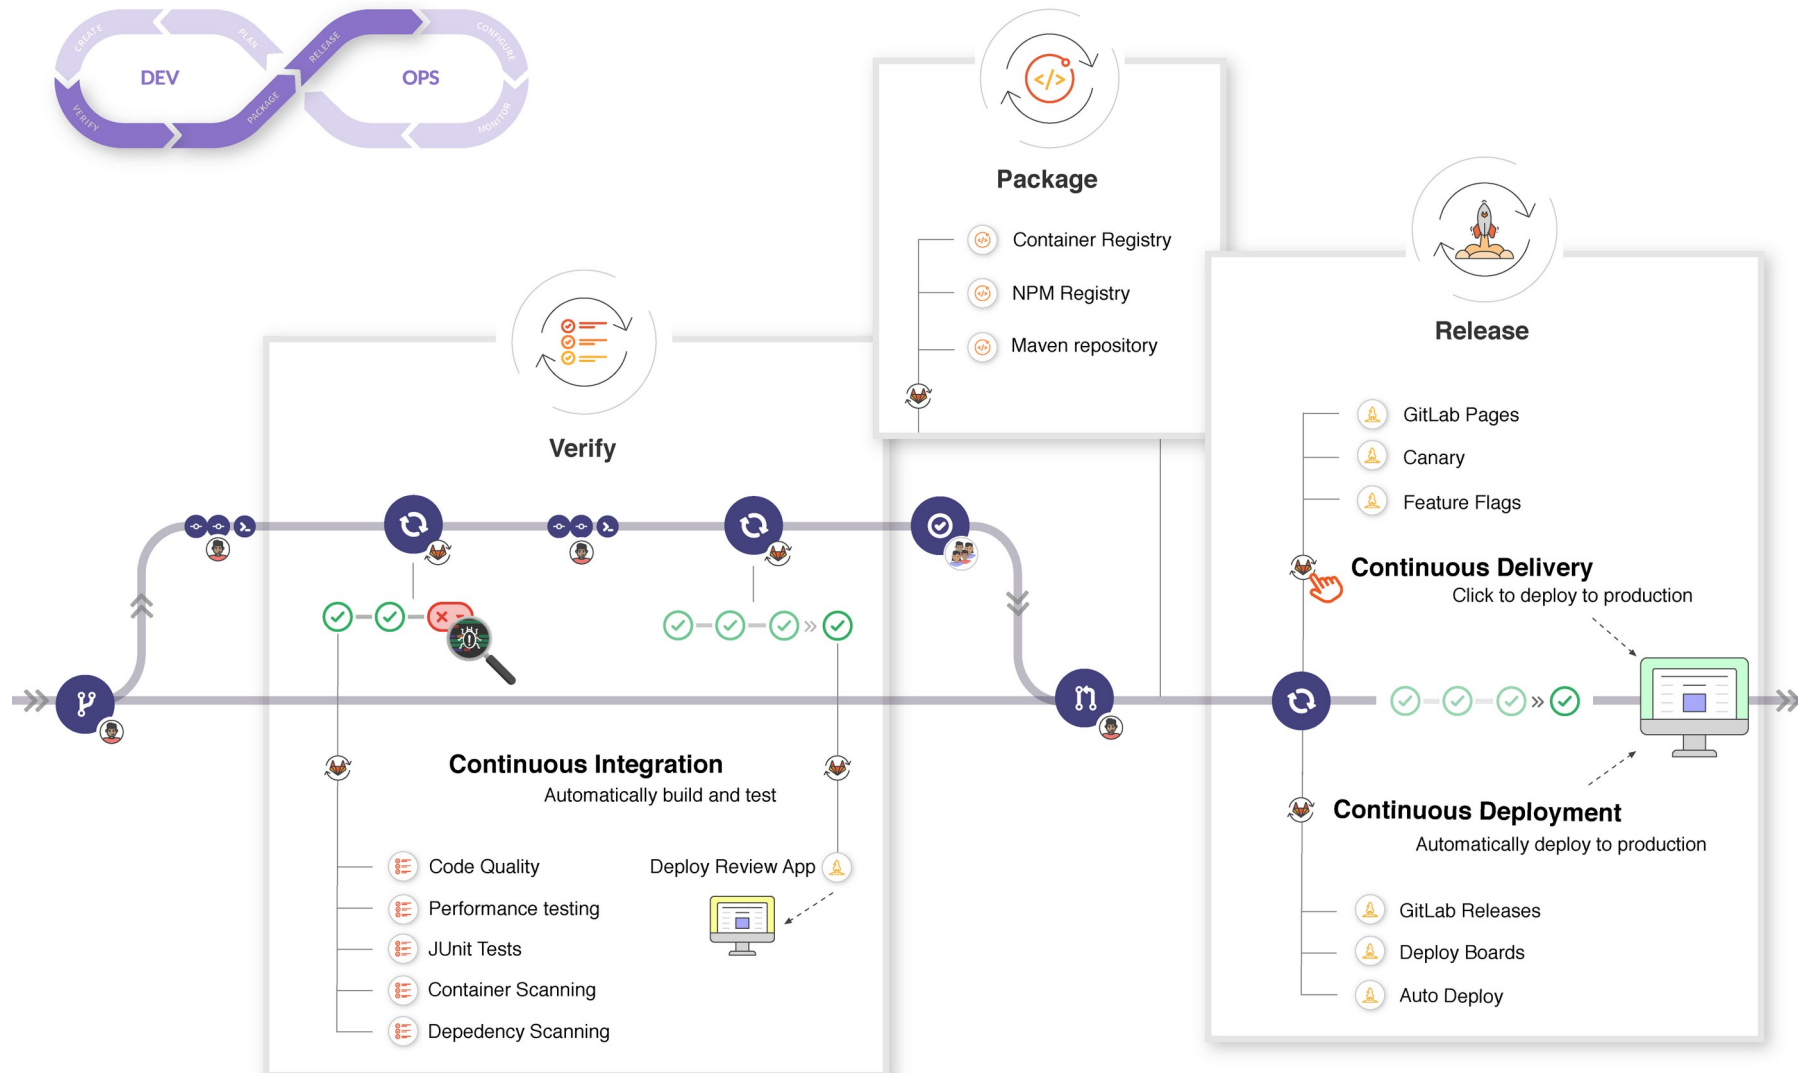 CREATE
PLAN
RELEASE
CONFIGURE
DEV
OPS
VERIFY
PACKAGE
MONITOR
</>
Package
Container Registry
NPM Registry
Maven repository
Release
GitLab Pages
Canary
Feature Flags
Continuous Delivery
Click to deploy to production
Continuous Deployment
Automatically deploy to production
GitLab Releases
Deploy Boards
Auto Deploy
Verify
Continuous Integration
Automatically build and test
Code Quality
Performance testing
JUnit Tests
Container Scanning
Depedency Scanning
Deploy Review App